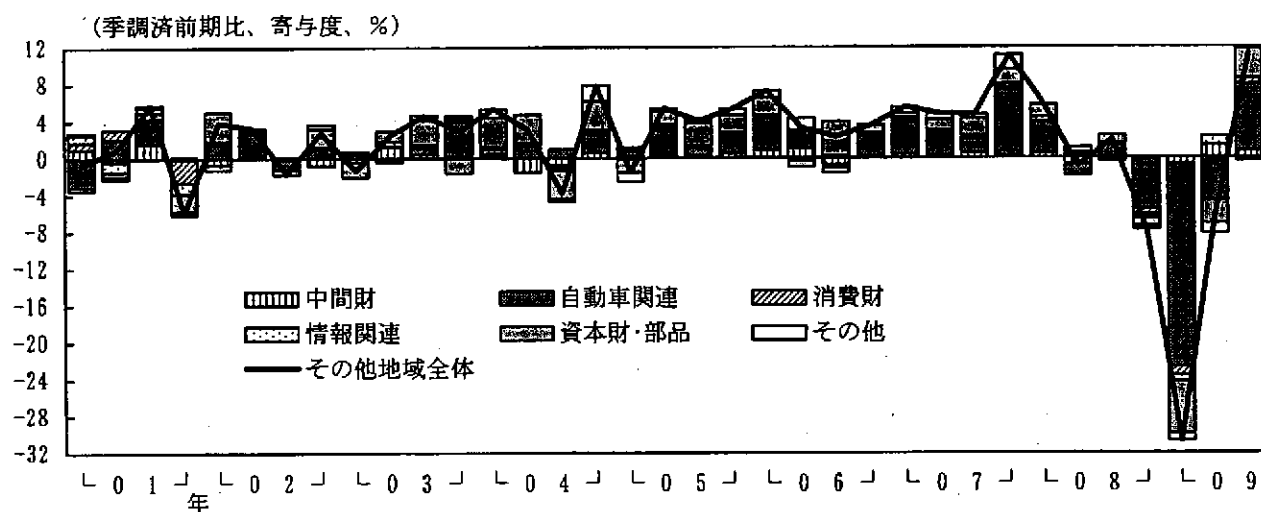 (季調済前期比、寄与度、%)
12
8
4
0
-4
-8
-12
-16
-20
-24
-28
-32
中間財 自動車関連 消費財
情報関連 資本財・部品 その他
その他地域全体
01 02 03 04 05 06 07 08 09
年